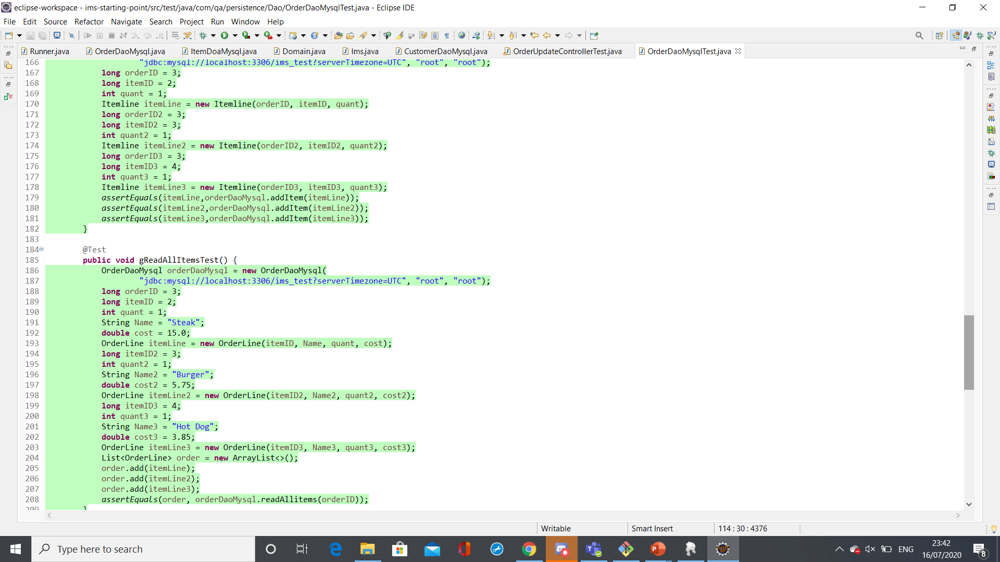 eclipse-workspace - ims-starting-point/src/test/java/com/qa/persistence/Dao/OrderDaoMysqlTest.java - Eclipse IDE
File Edit Source Refactor Navigate Search Project Run Window Help
Runner.java OrderDaoMysql.java ItemDoaMysql.java Domain.java Ims.java CustomerDaoMysql.java OrderUpdateControllerTest.java OrderDaoMysqlTest.java
166 "jdbc:mysql://localhost:3306/ims_test?serverTimezone=UTC", "root", "root");
167 long orderID = 3;
168 long itemID = 2;
169 int quant = 1;
170 Itemline itemLine = new Itemline(orderID, itemID, quant);
171 long orderID2 = 3;
172 long itemID2 = 3;
173 int quant2 = 1;
174 Itemline itemLine2 = new Itemline(orderID2, itemID2, quant2);
175 long orderID3 = 3;
176 long itemID3 = 4;
177 int quant3 = 1;
178 Itemline itemLine3 = new Itemline(orderID3, itemID3, quant3);
179 assertEquals(itemLine,orderDaoMysql.addItem(itemLine));
180 assertEquals(itemLine2,orderDaoMysql.addItem(itemLine2));
181 assertEquals(itemLine3,orderDaoMysql.addItem(itemLine3));
182 }
183
184 @Test
185 public void gReadAllItemsTest() {
186 OrderDaoMysql orderDaoMysql = new OrderDaoMysql(
187 "jdbc:mysql://localhost:3306/ims_test?serverTimezone=UTC", "root", "root");
188 long orderID = 3;
189 long itemID = 2;
190 int quant = 1;
191 String Name = "Steak";
192 double cost = 15.0;
193 OrderLine itemLine = new OrderLine(itemID, Name, quant, cost);
194 long itemID2 = 3;
195 int quant2 = 1;
196 String Name2 = "Burger";
197 double cost2 = 5.75;
198 OrderLine itemLine2 = new OrderLine(itemID2, Name2, quant2, cost2);
199 long itemID3 = 4;
200 int quant3 = 1;
201 String Name3 = "Hot Dog";
202 double cost3 = 3.85;
203 OrderLine itemLine3 = new OrderLine(itemID3, Name3, quant3, cost3);
204 List<OrderLine> order = new ArrayList<>();
205 order.add(itemLine);
206 order.add(itemLine2);
207 order.add(itemLine3);
208 assertEquals(order, orderDaoMysql.readAllitems(orderID));
209 }
Writable Smart Insert 114 : 30 : 4376
Type here to search
ENG
23:42
16/07/2020
8